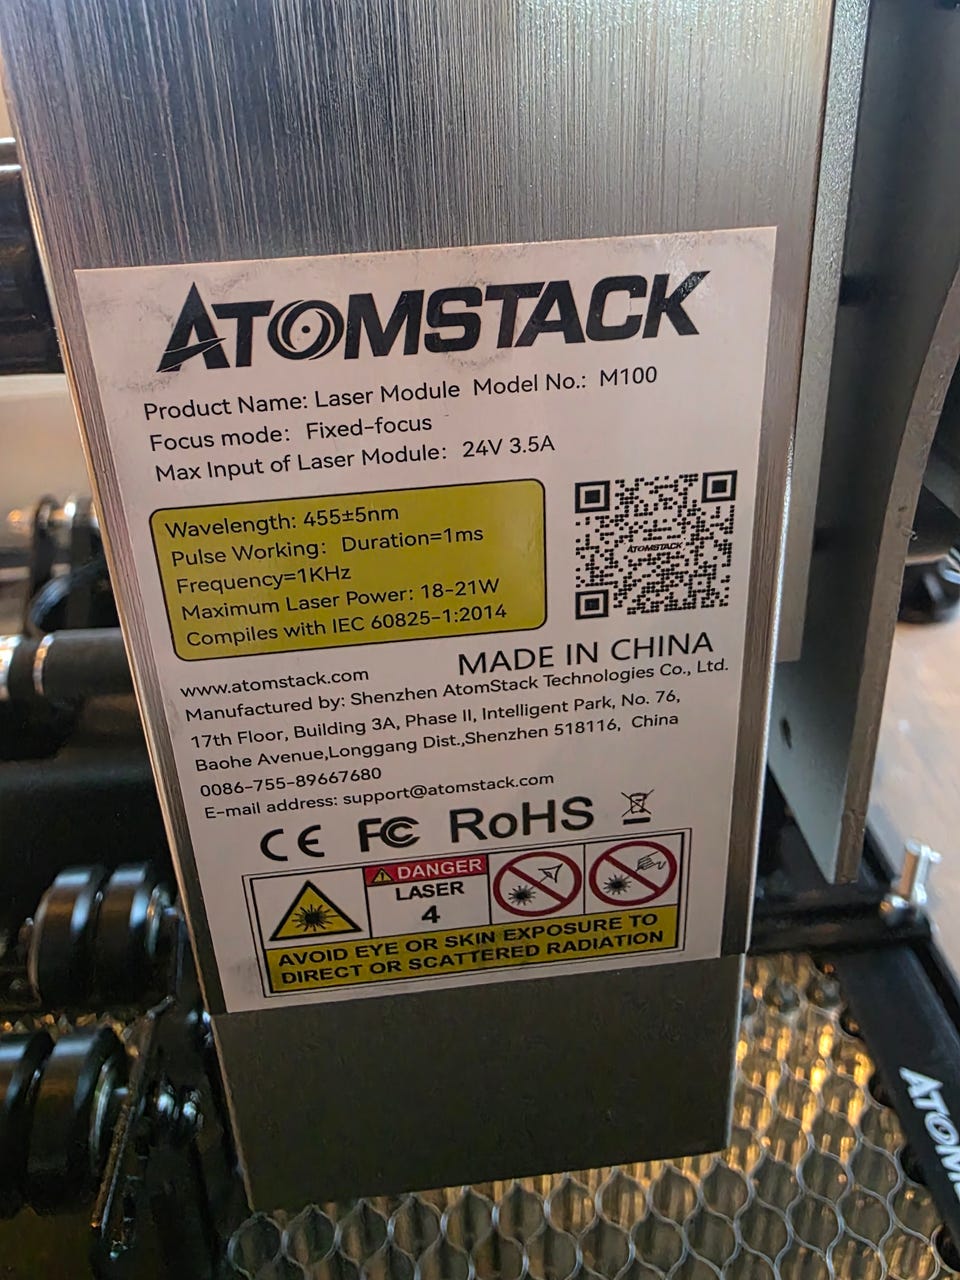 ATOMSTACK
Product Name: Laser Module Model No.: M100
Focus mode: Fixed-focus
Max Input of Laser Module: 24V 3.5A
Wavelength: 455±5nm
Pulse Working: Duration=1ms
Frequency=1KHz
Maximum Laser Power: 18-21W
Compiles with IEC 60825-1:2014
ATOMSTACK
MADE IN CHINA
www.atomstack.com
Manufactured by: Shenzhen AtomStack Technologies Co., Ltd.
17th Floor, Building 3A, Phase II, Intelligent Park, No. 76,
Baohe Avenue,Longgang Dist.,Shenzhen 518116, China
0086-755-89667680
E-mail address: support@atomstack.com
CE FC RoHS
DANGER
LASER
4
AVOID EYE OR SKIN EXPOSURE TO
DIRECT OR SCATTERED RADIATION
ATOM